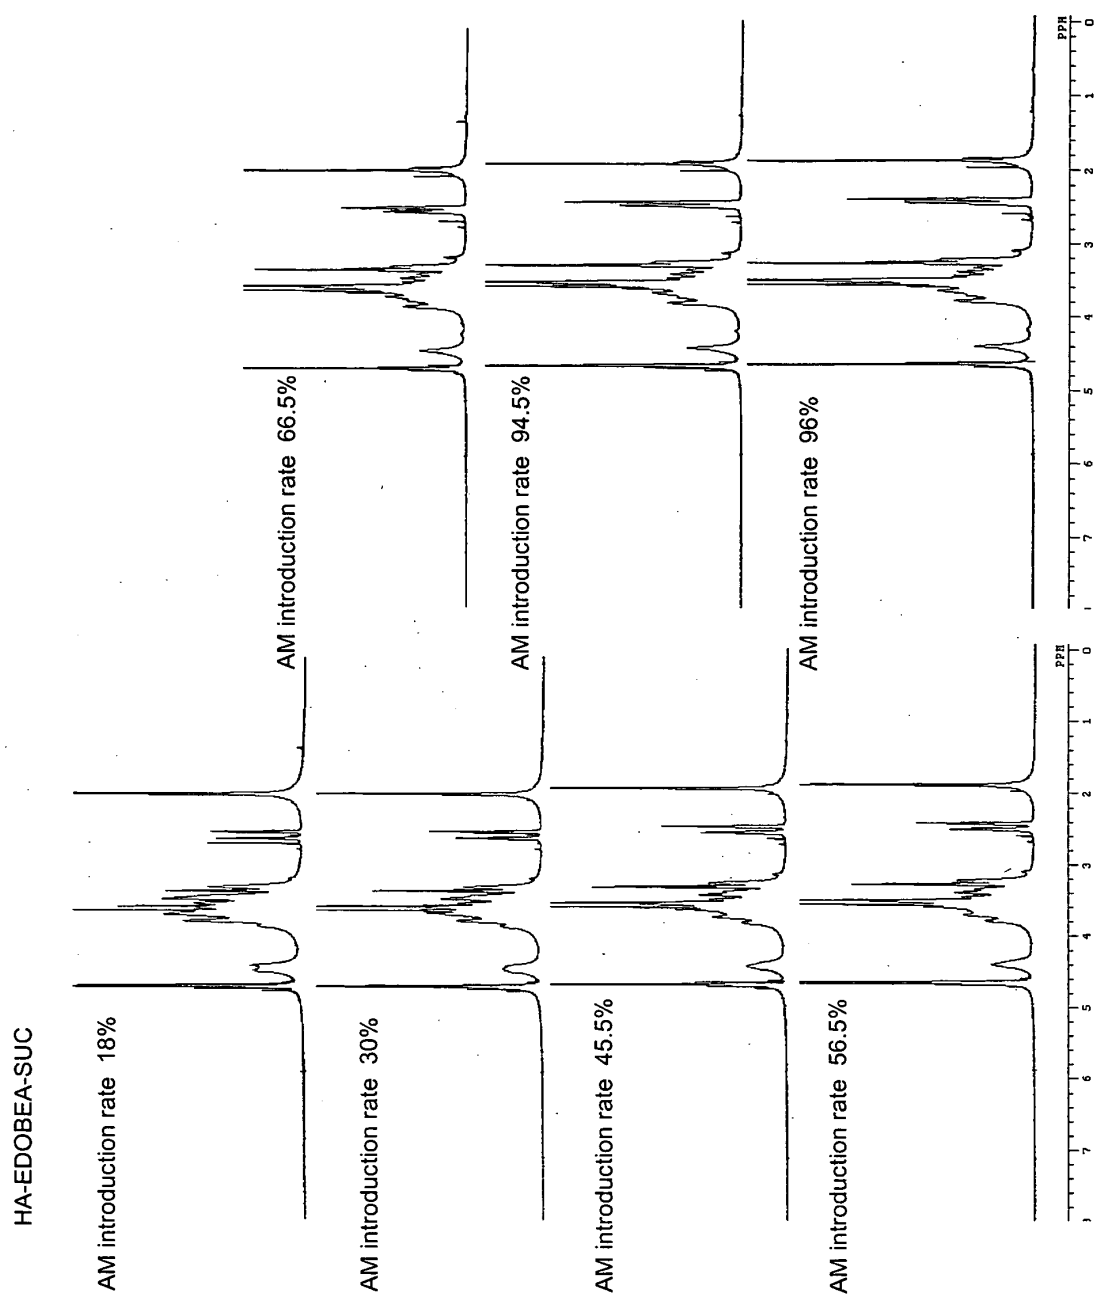 HA-EDOBEA-SUC
AM introduction rate 18%
AM introduction rate 30%
AM introduction rate 45.5%
AM introduction rate 56.5%
PPM
7 6 5 4 3 2 1 0
AM introduction rate 66.5%
AM introduction rate 94.5%
AM introduction rate 96%
PPM
7 6 5 4 3 2 1 0